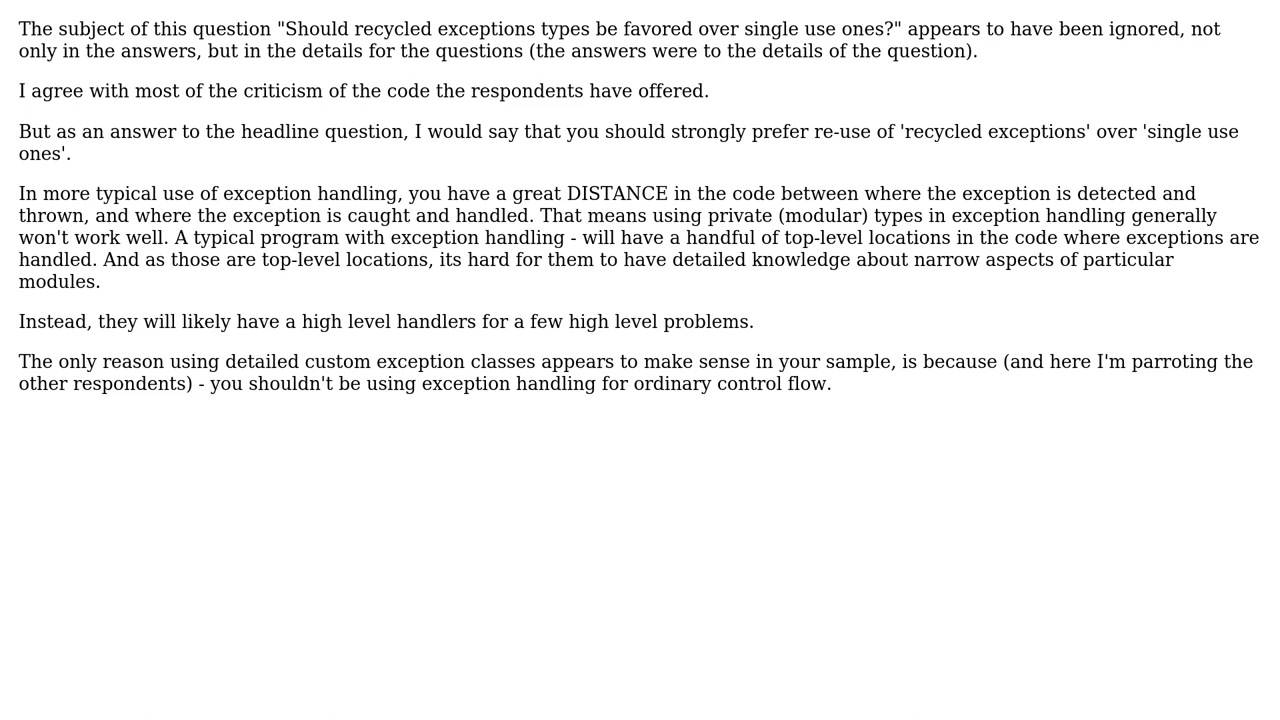 The subject of this question "Should recycled exceptions types be favored over single use ones?" appears to have been ignored, not
only in the answers, but in the details for the questions (the answers were to the details of the question).
I agree with most of the criticism of the code the respondents have offered.
But as an answer to the headline question, I would say that you should strongly prefer re-use of 'recycled exceptions' over 'single use
ones'.
In more typical use of exception handling, you have a great DISTANCE in the code between where the exception is detected and
thrown, and where the exception is caught and handled. That means using private (modular) types in exception handling generally
won't work well. A typical program with exception handling - will have a handful of top-level locations in the code where exceptions are
handled. And as those are top-level locations, its hard for them to have detailed knowledge about narrow aspects of particular
modules.
Instead, they will likely have a high level handlers for a few high level problems.
The only reason using detailed custom exception classes appears to make sense in your sample, is because (and here I'm parroting the
other respondents) - you shouldn't be using exception handling for ordinary control flow.